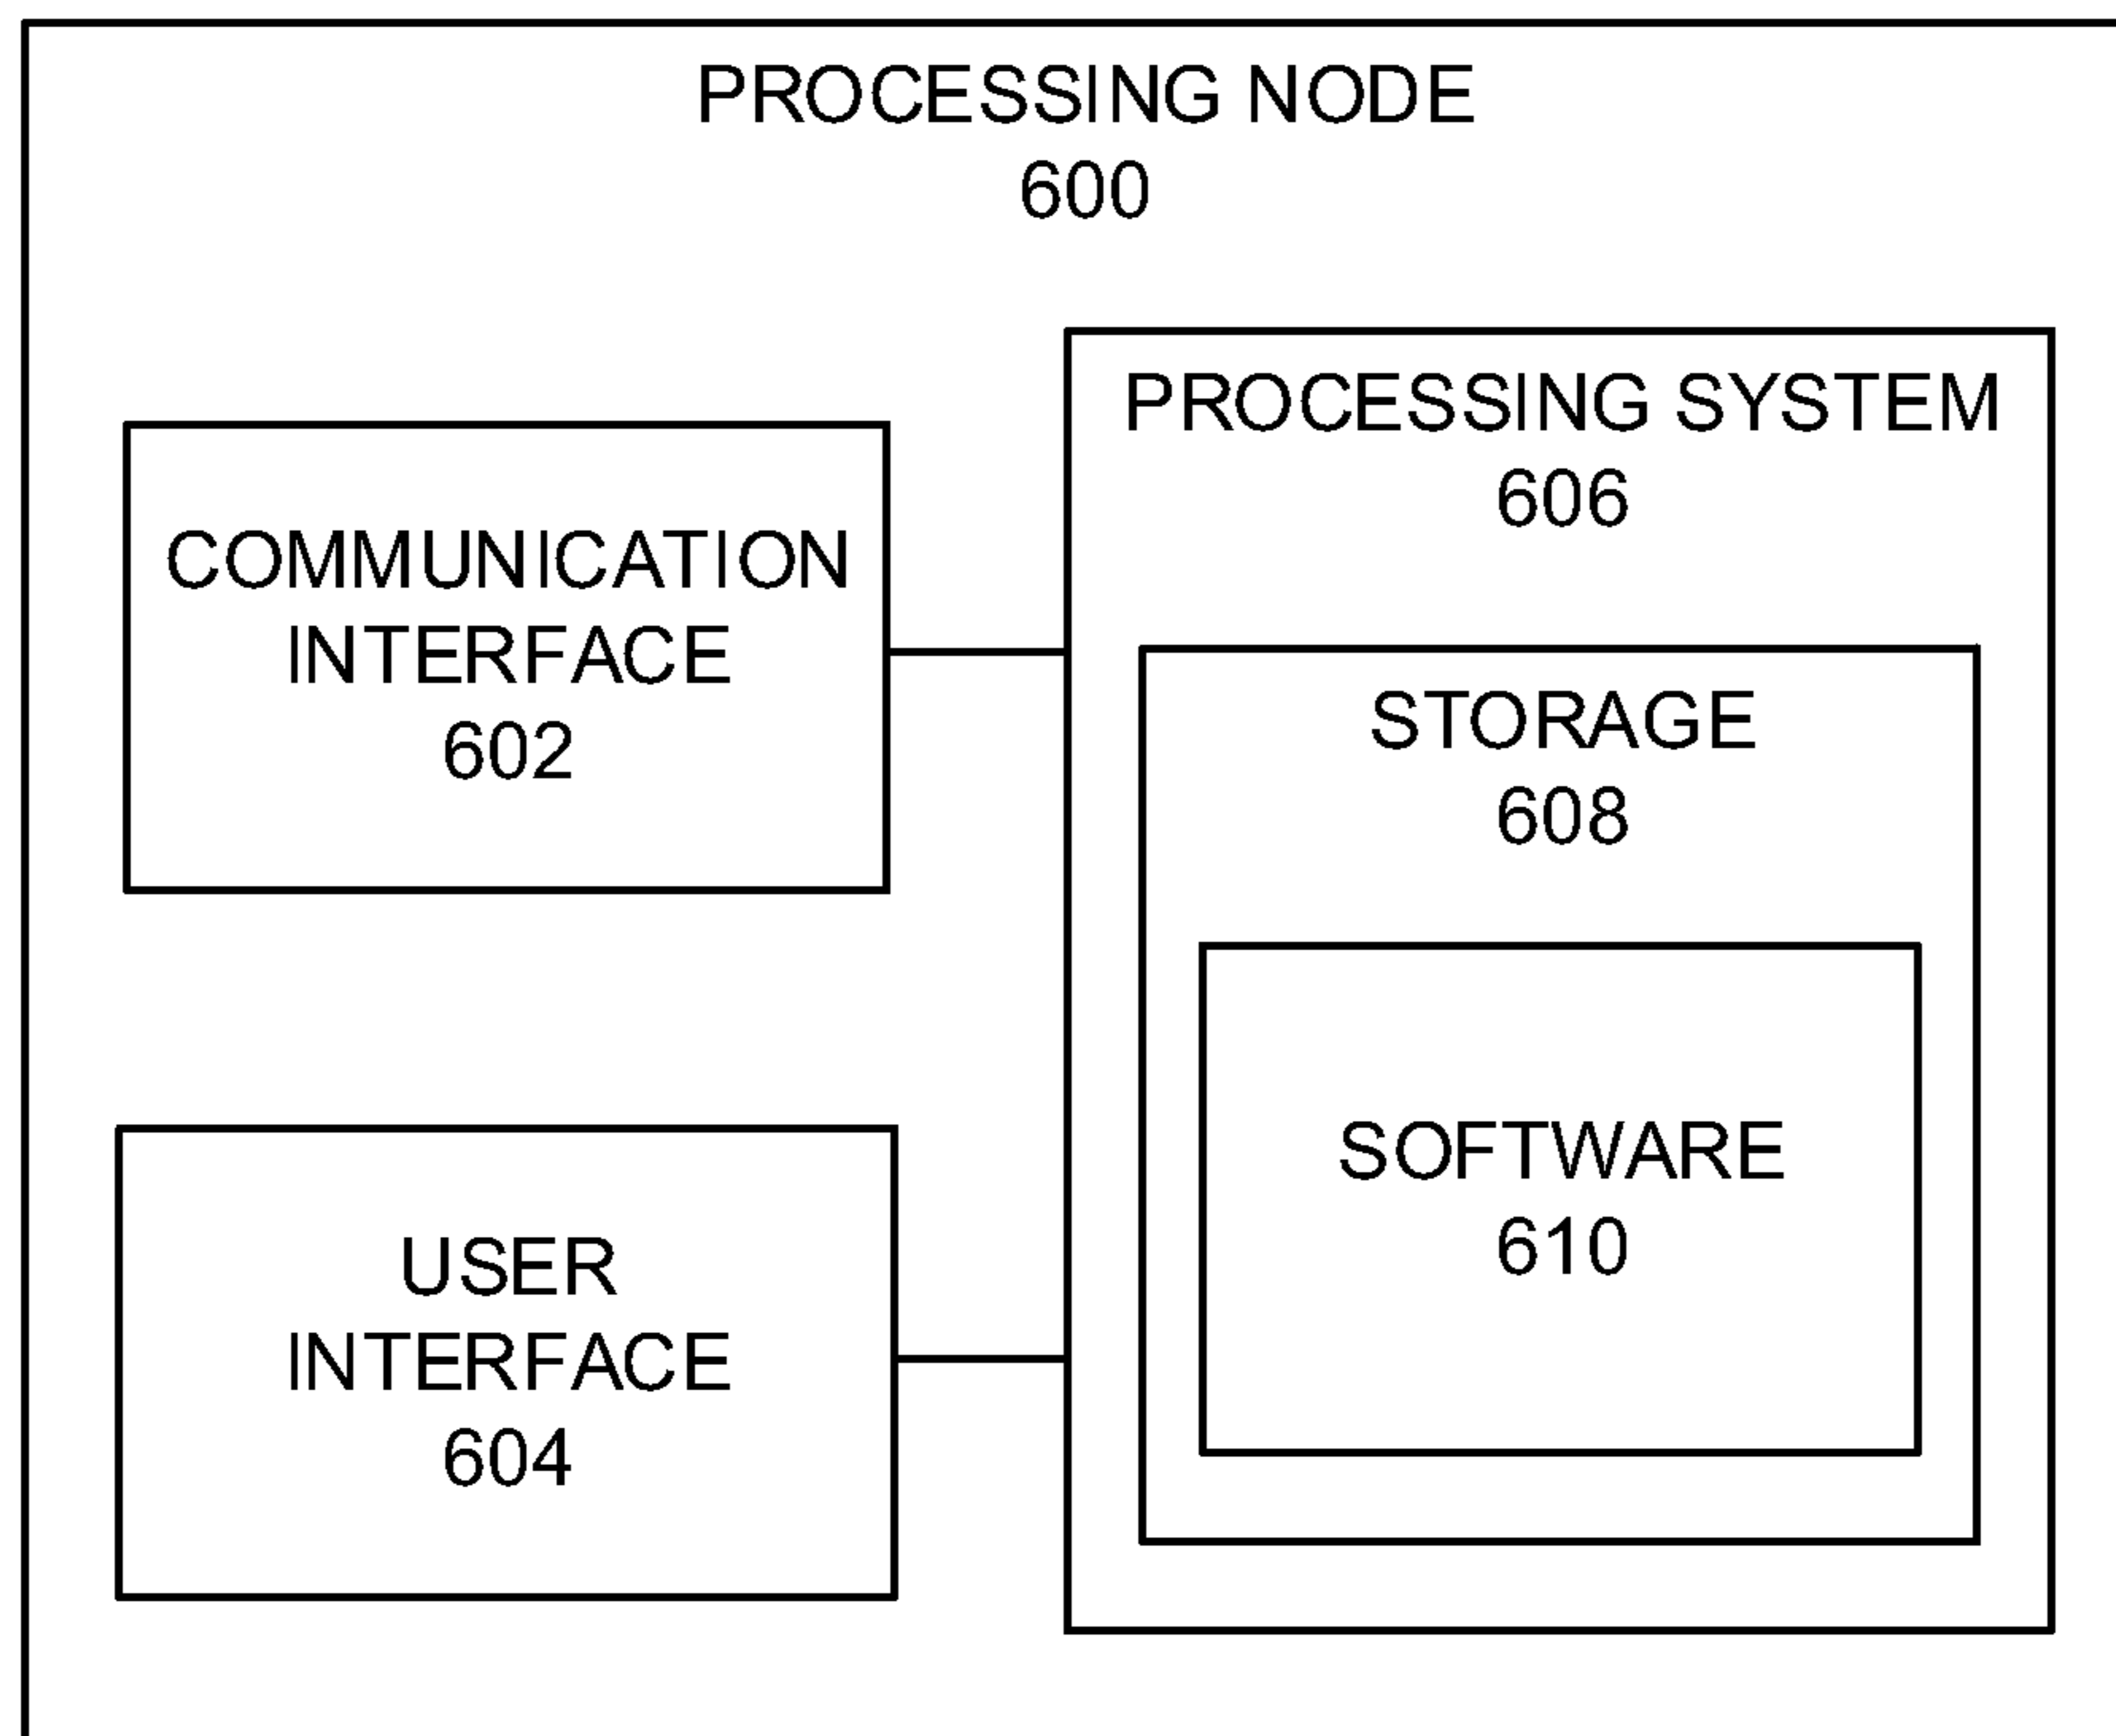 PROCESSING NODE
600
PROCESSING SYSTEM
606
COMMUNICATION
INTERFACE
602
STORAGE
608
SOFTWARE
610
USER
INTERFACE
604